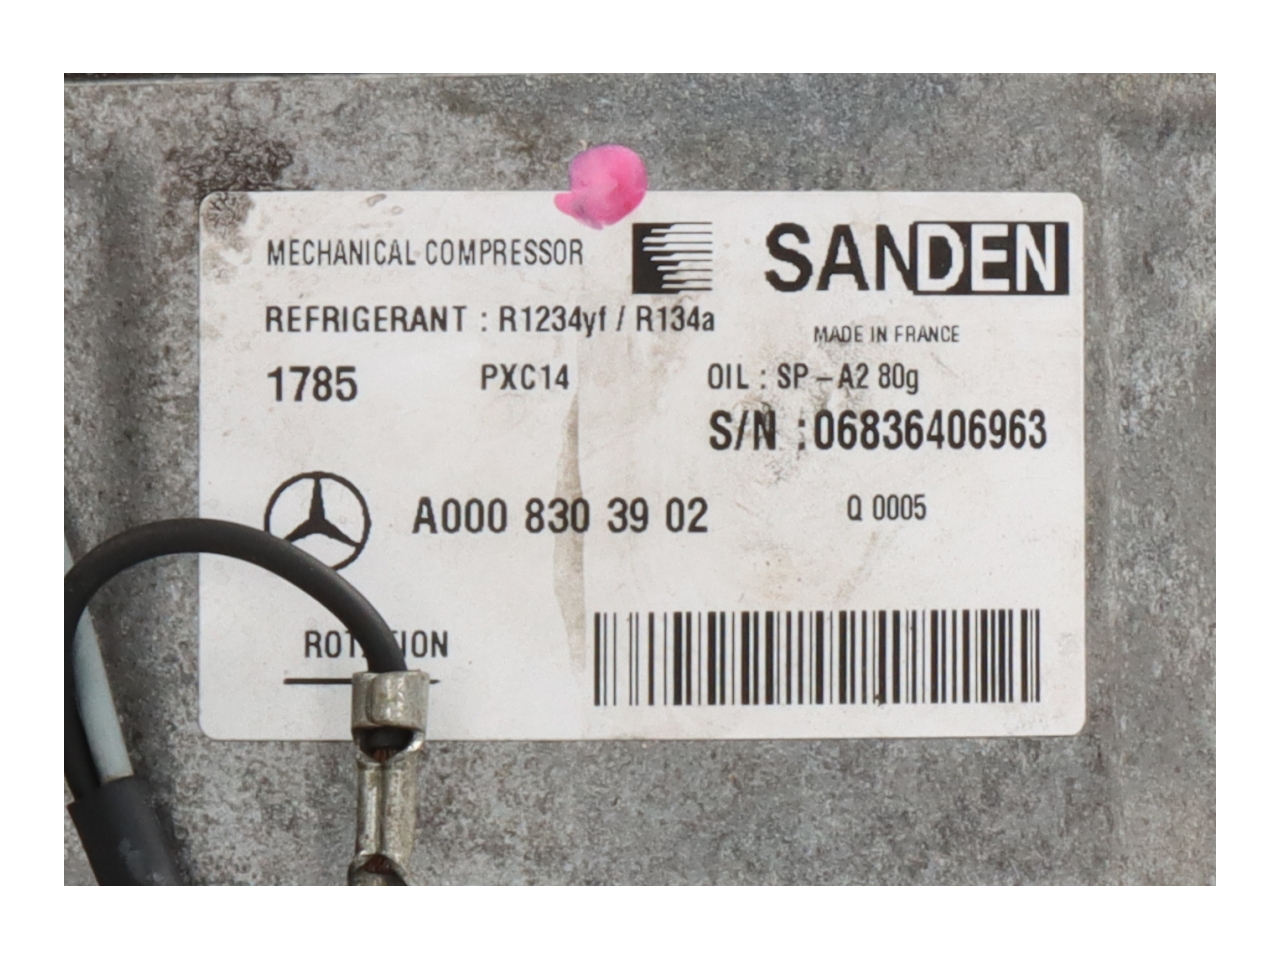 MECHANICAL COMPRESSOR
SANDEN
REFRIGERANT : R1234yf / R134a
MADE IN FRANCE
1785 PXC14 OIL : SP - A2 80g
S/N : 06836406963
A000 830 39 02 Q 0005